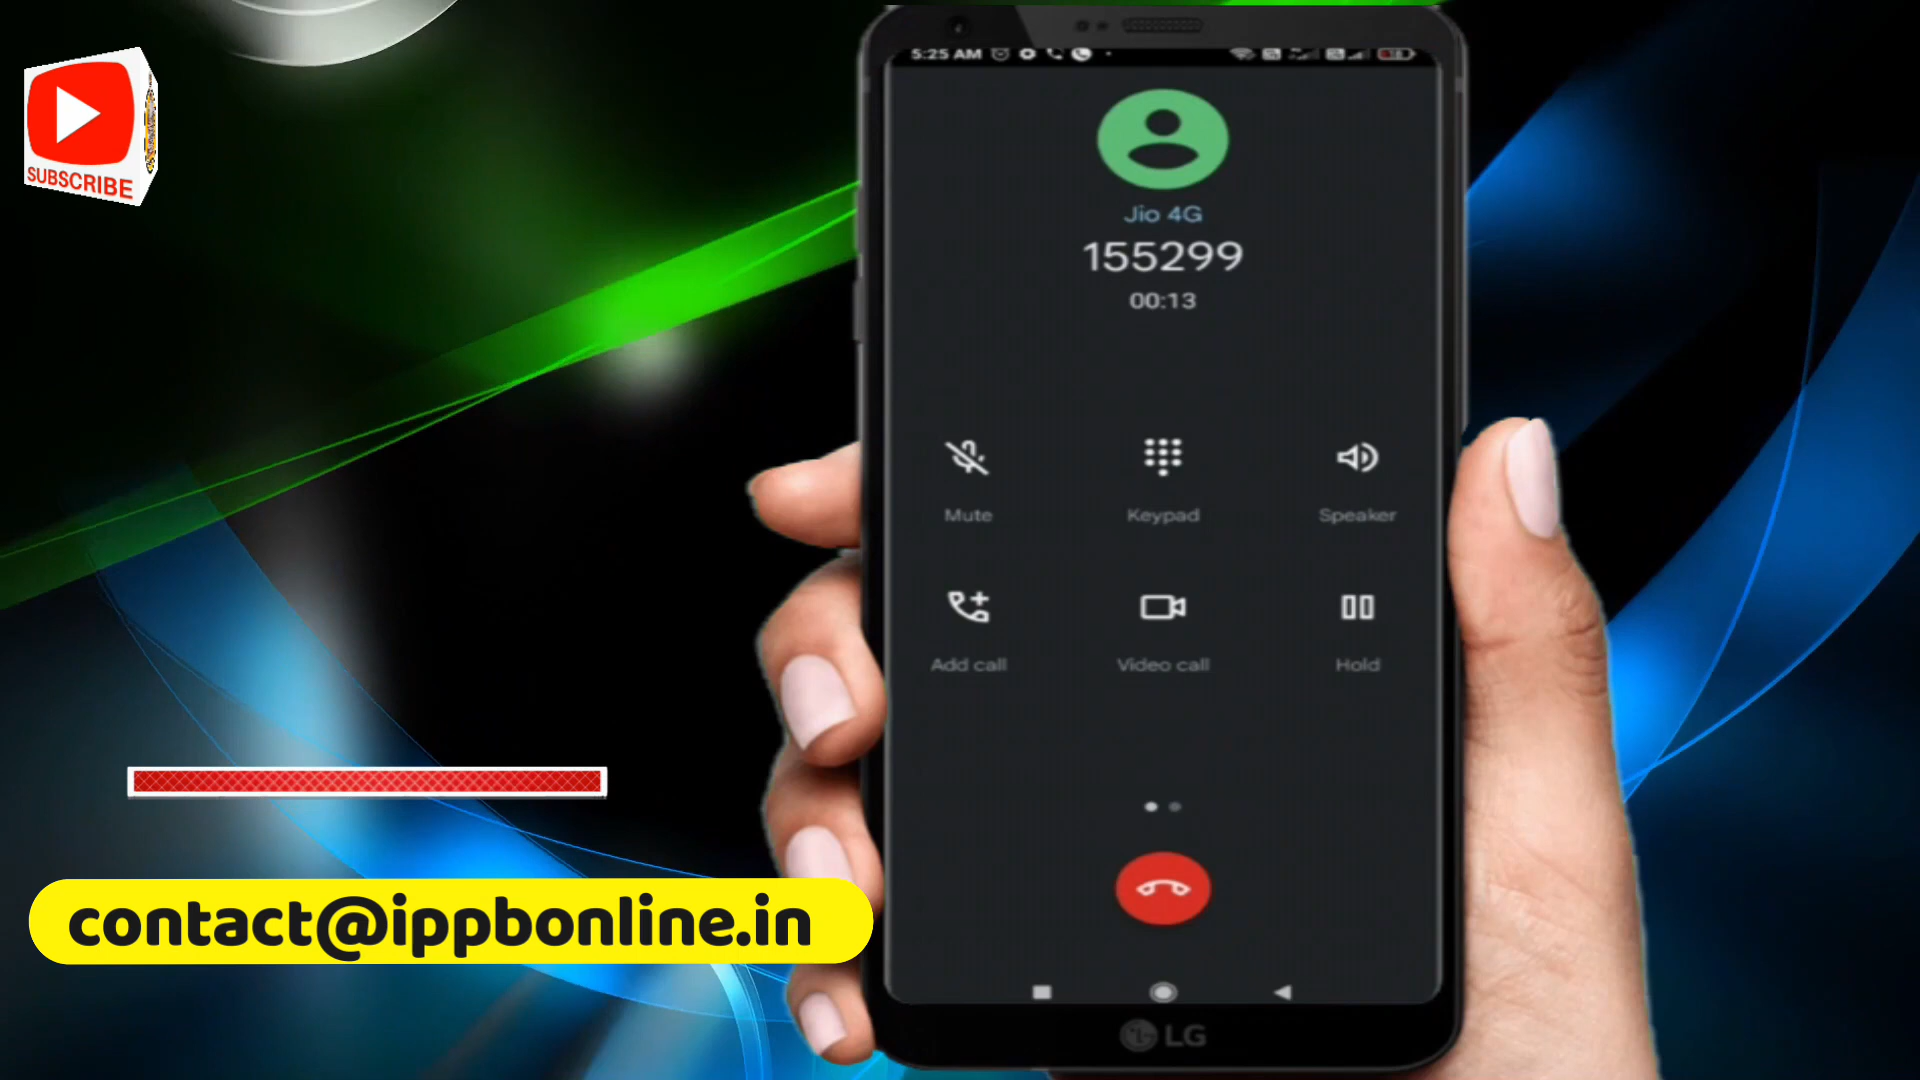 SUBSCRIBE
5:25 AM
Jio 4G
155299
00:13
Mute
Keypad
Speaker
Add call
Video call
Hold
contact@ippbonline.in
LG